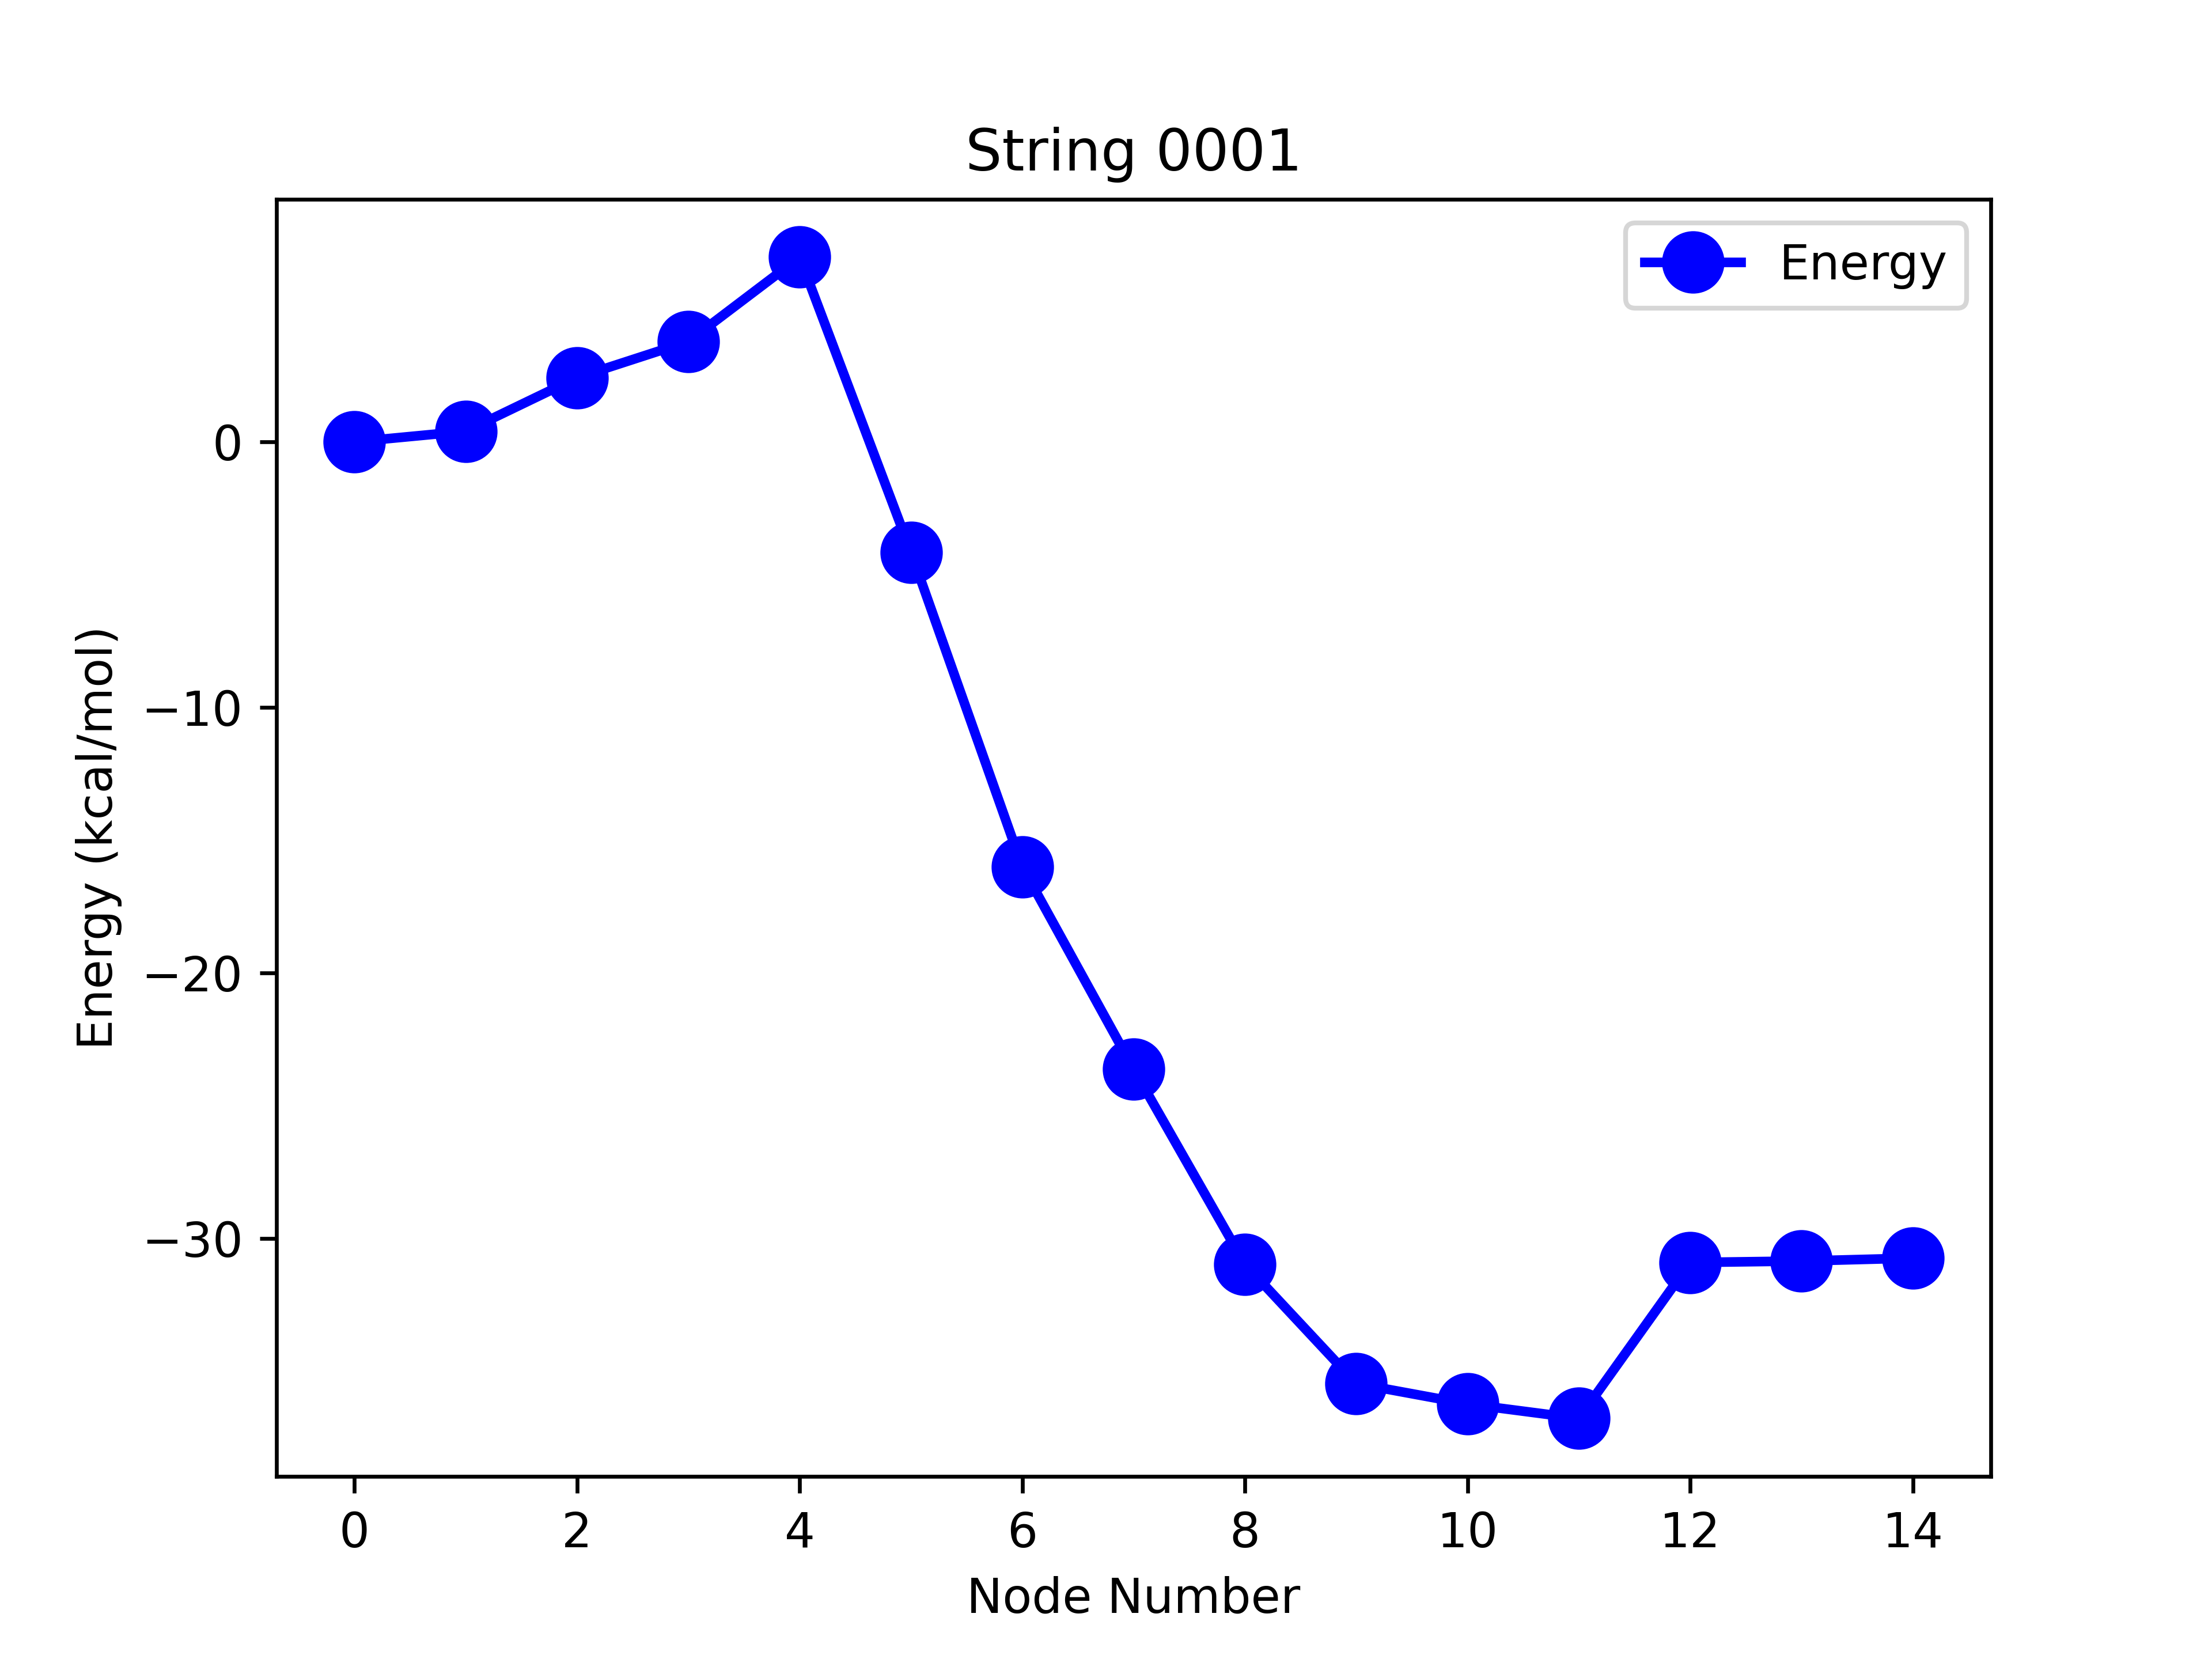 String 0001
Energy
Energy (kcal/mol)
0
−10
−20
−30
0 2 4 6 8 10 12 14
Node Number